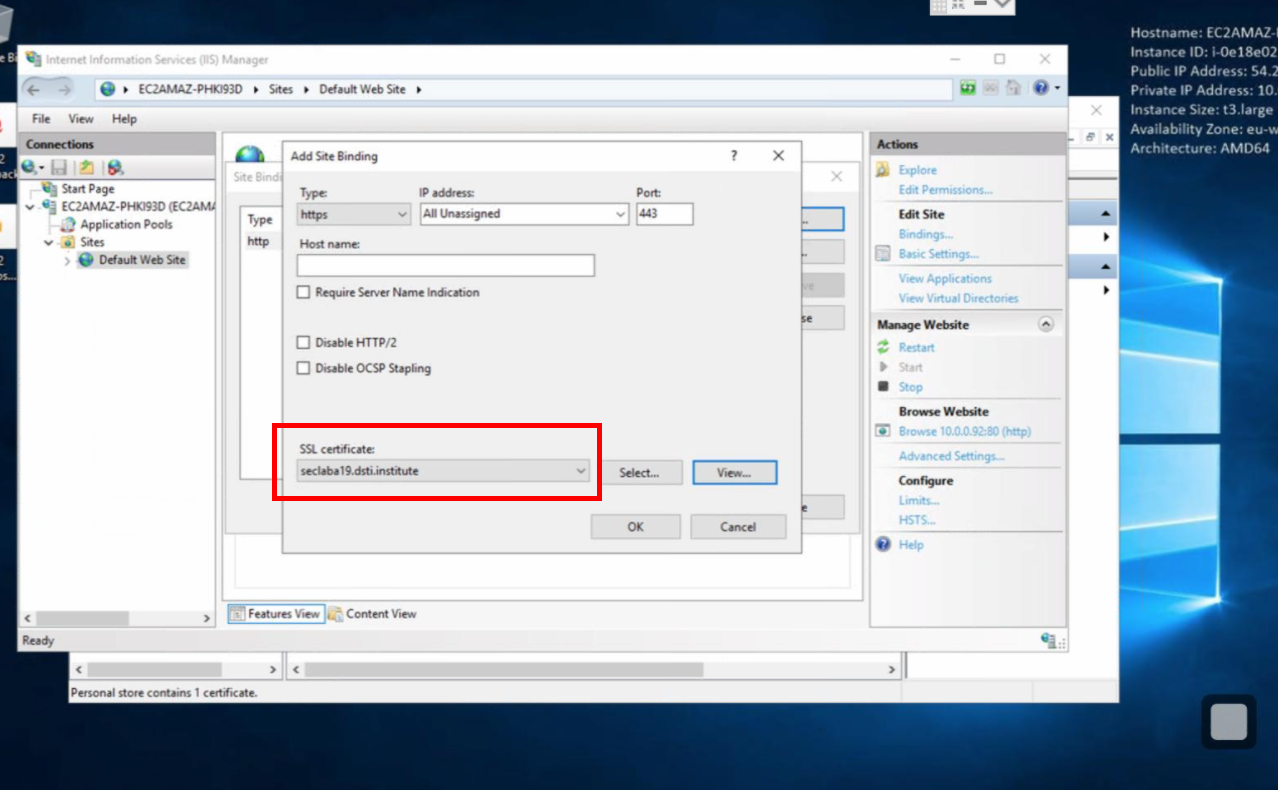 Hostname: EC2AMAZ-
Instance ID: i-0e18e02
Public IP Address: 54.2
Private IP Address: 10.
Instance Size: t3.large
Availability Zone: eu-w
Architecture: AMD64
Internet Information Services (IIS) Manager
EC2AMAZ-PHKI93D
Sites
Default Web Site
File
View
Help
Connections
Start Page
EC2AMAZ-PHKI93D (EC2AMA
Application Pools
Sites
Default Web Site
Site Bindi
Type
http
Add Site Binding
?
Type:
IP address:
Port:
https
All Unassigned
443
Host name:
Require Server Name Indication
Disable HTTP/2
Disable OCSP Stapling
SSL certificate:
seclaba19.dsti.institute
Select...
View...
OK
Cancel
Actions
Explore
Edit Permissions...
Edit Site
Bindings...
Basic Settings...
View Applications
View Virtual Directories
Manage Website
Restart
Start
Stop
Browse Website
Browse 10.0.0.92:80 (http)
Advanced Settings...
Configure
Limits...
HSTS...
Help
Features View
Content View
Ready
Personal store contains 1 certificate.